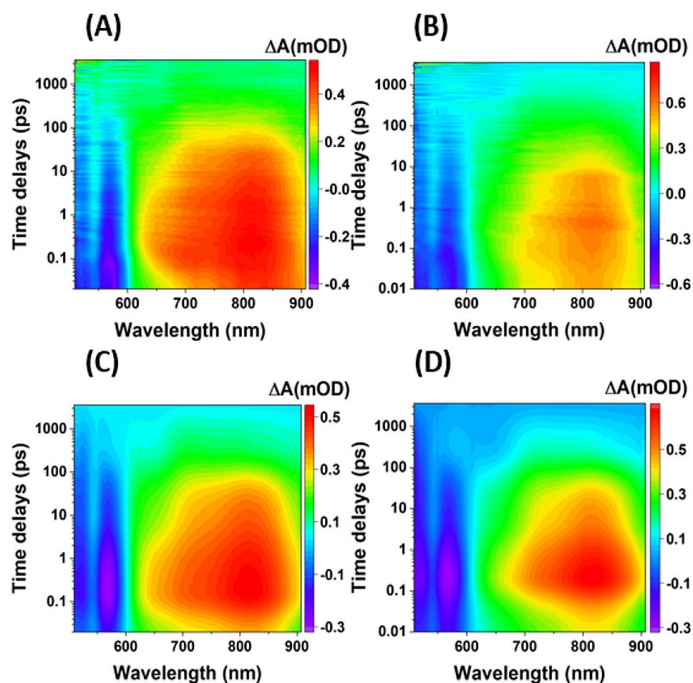 (A)
ΔA(mOD)
1000
100
10
1
0.1
Time delays (ps)
600 700 800 900
Wavelength (nm)
0.4
0.2
-0.0
-0.2
-0.4
(B)
ΔA(mOD)
1000
100
10
1
0.1
0.01
Time delays (ps)
600 700 800 900
Wavelength (nm)
0.6
0.3
0.0
-0.3
-0.6
(C)
ΔA(mOD)
1000
100
10
1
0.1
Time delays (ps)
600 700 800 900
Wavelength (nm)
0.5
0.3
0.1
-0.1
-0.3
(D)
ΔA(mOD)
1000
100
10
1
0.1
0.01
Time delays (ps)
600 700 800 900
Wavelength (nm)
0.5
0.3
0.1
-0.1
-0.3